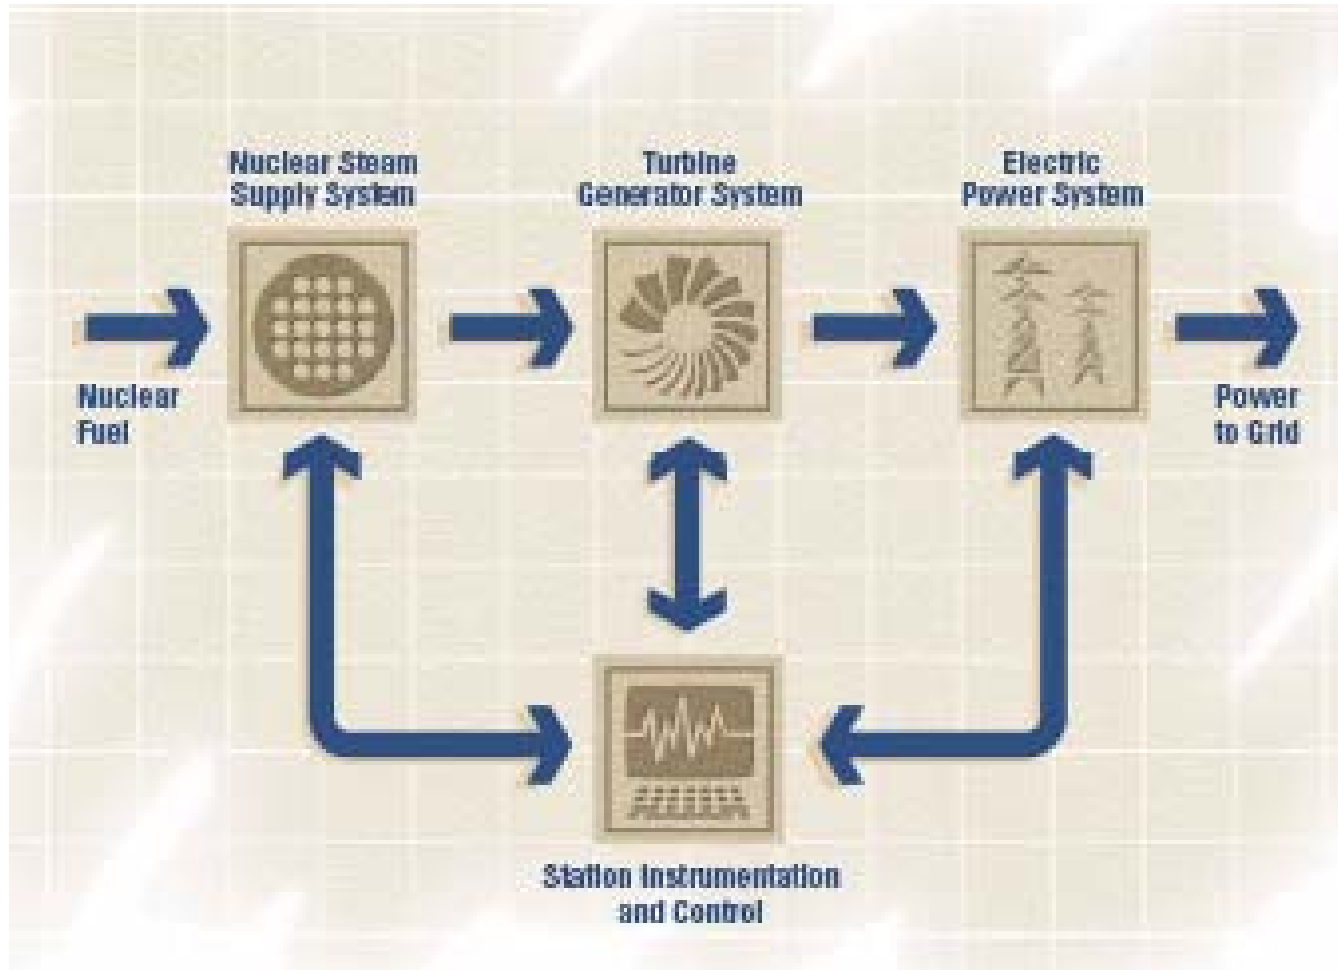 Nuclear Steam
Supply System
Turbine
Generator System
Electric
Power System
Nuclear
Fuel
Power
to Grid
Station Instrumentation
and Control